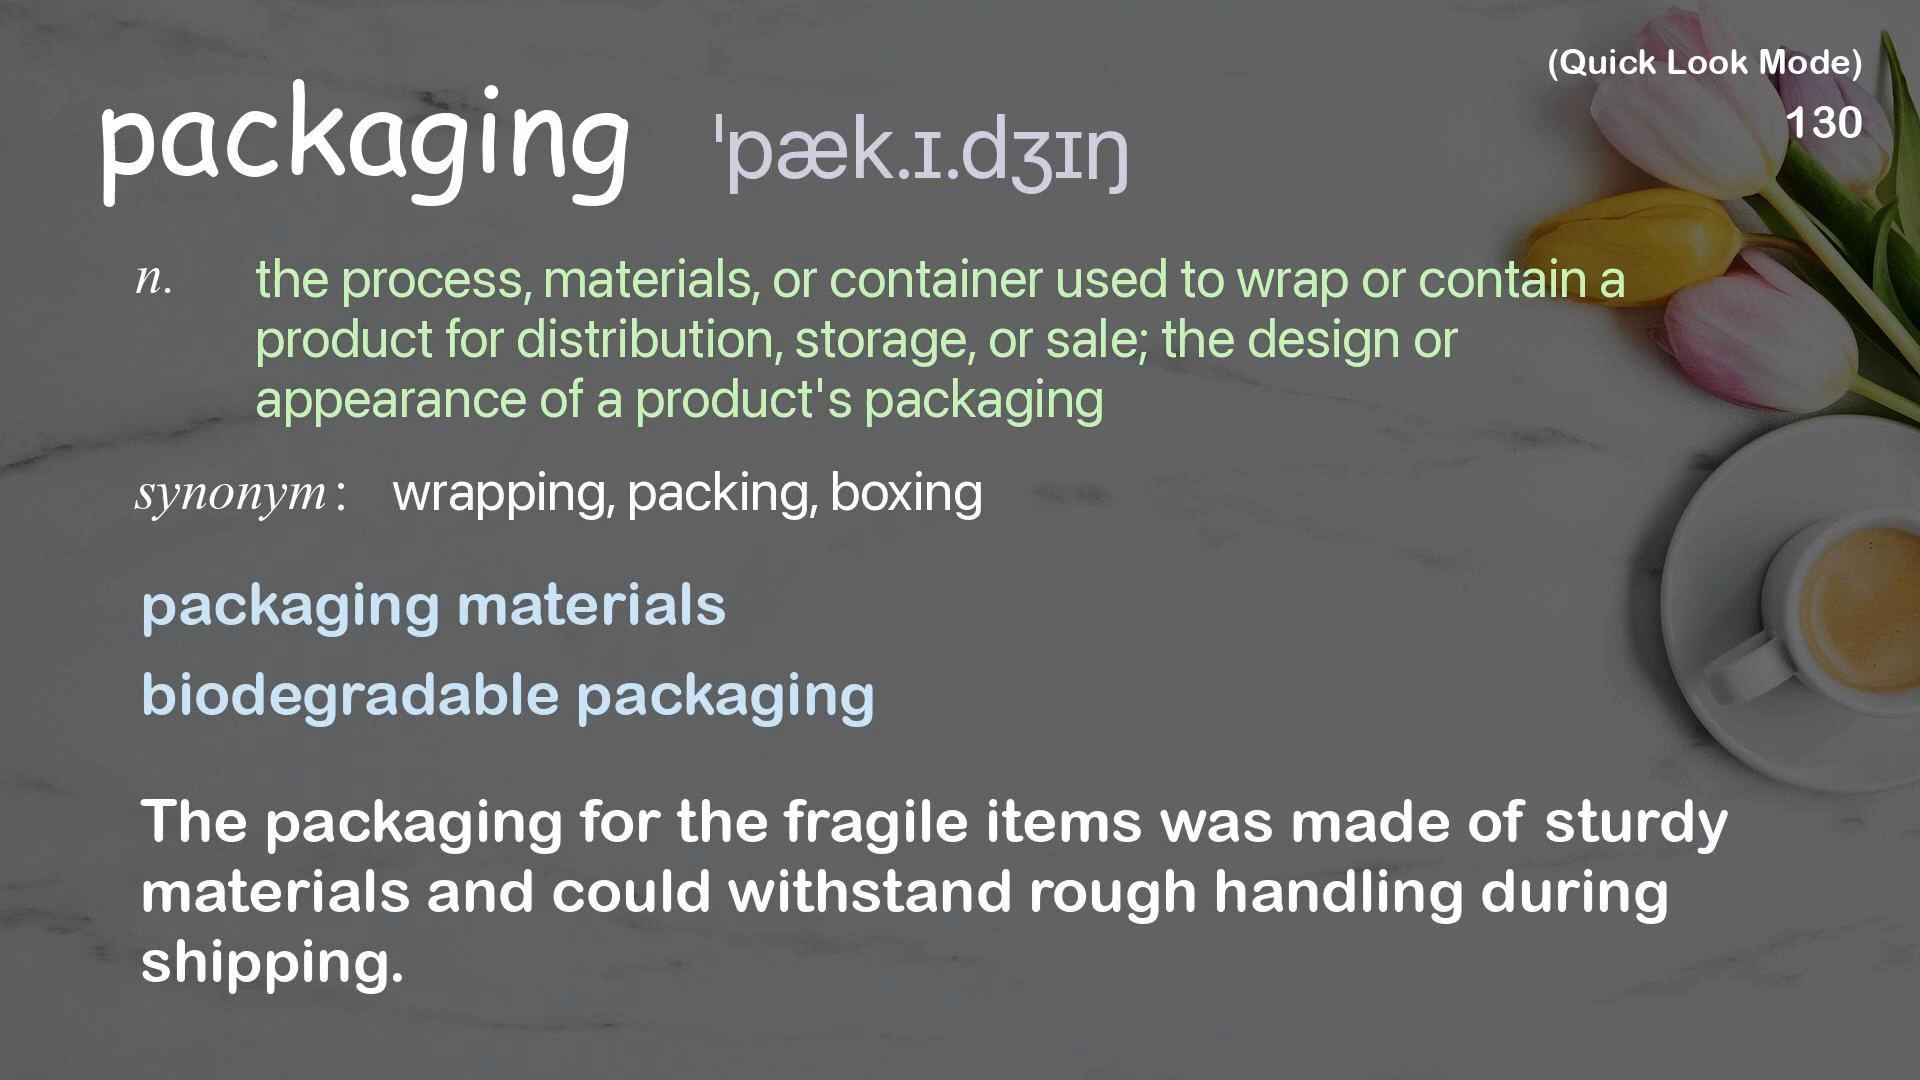 (Quick Look Mode)
130
packaging ˈpæk.ɪ.dʒɪŋ
n. the process, materials, or container used to wrap or contain a
product for distribution, storage, or sale; the design or
appearance of a product's packaging
synonym: wrapping, packing, boxing
packaging materials
biodegradable packaging
The packaging for the fragile items was made of sturdy
materials and could withstand rough handling during
shipping.